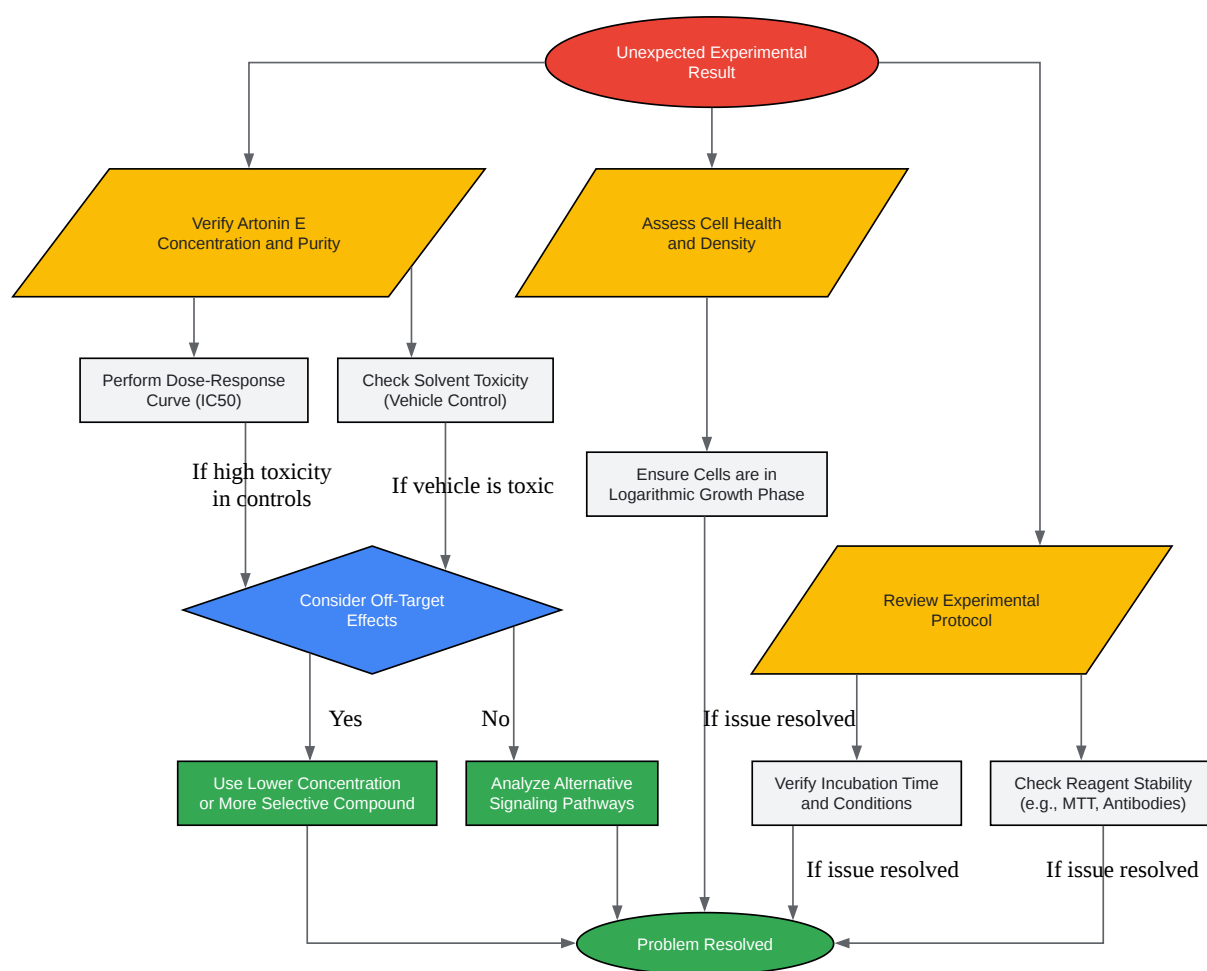 Unexpected Experimental
Result
Verify Artonin E
Concentration and Purity
Assess Cell Health
and Density
Perform Dose-Response
Curve (IC50)
Check Solvent Toxicity
(Vehicle Control)
If high toxicity
in controls
If vehicle is toxic
Ensure Cells are in
Logarithmic Growth Phase
Consider Off-Target
Effects
Review Experimental
Protocol
Yes
No
If issue resolved
Use Lower Concentration
or More Selective Compound
Analyze Alternative
Signaling Pathways
Verify Incubation Time
and Conditions
Check Reagent Stability
(e.g., MTT, Antibodies)
If issue resolved
If issue resolved
Problem Resolved